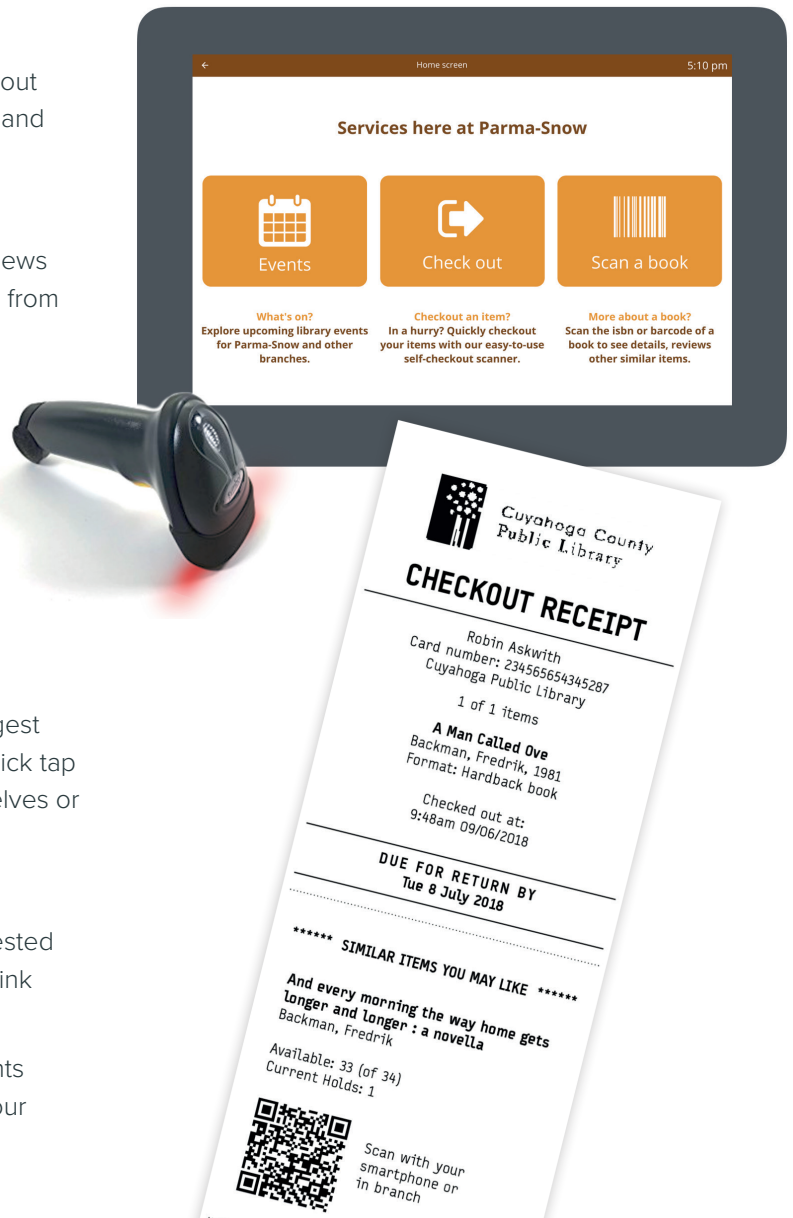 out
and
ews
from
←
Home screen
5:10 pm
Services here at Parma-Snow
Events
Check out
Scan a book
What's on?
Explore upcoming library events
for Parma-Snow and other
branches.
Checkout an item?
In a hurry? Quickly checkout
your items with our easy-to-use
self-checkout scanner.
More about a book?
Scan the isbn or barcode of a
book to see details, reviews
other similar items.
gest
ick tap
elves or
ested
ink
nts
our
Cuyahoga County
Public Library
CHECKOUT RECEIPT
Robin Askwith
Card number: 234565654345287
Cuyahoga Public Library
1 of 1 items
A Man Called Ove
Backman, Fredrik, 1981
Format: Hardback book
Checked out at:
9:48am 09/06/2018
DUE FOR RETURN BY
Tue 8 July 2018
****** SIMILAR ITEMS YOU MAY LIKE ******
And every morning the way home gets
longer and longer : a novella
Backman, Fredrik
Available: 33 (of 34)
Current Holds: 1
Scan with your
smartphone or
in branch